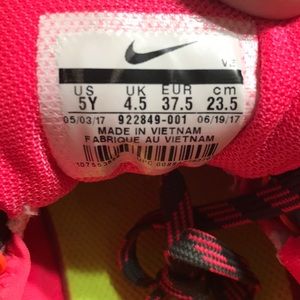 US UK EUR cm
5Y 4.5 37.5 23.5
05/03/17 922849-001 06/19/17
MADE IN VIETNAM
FABRIQUE AU VIETNAM